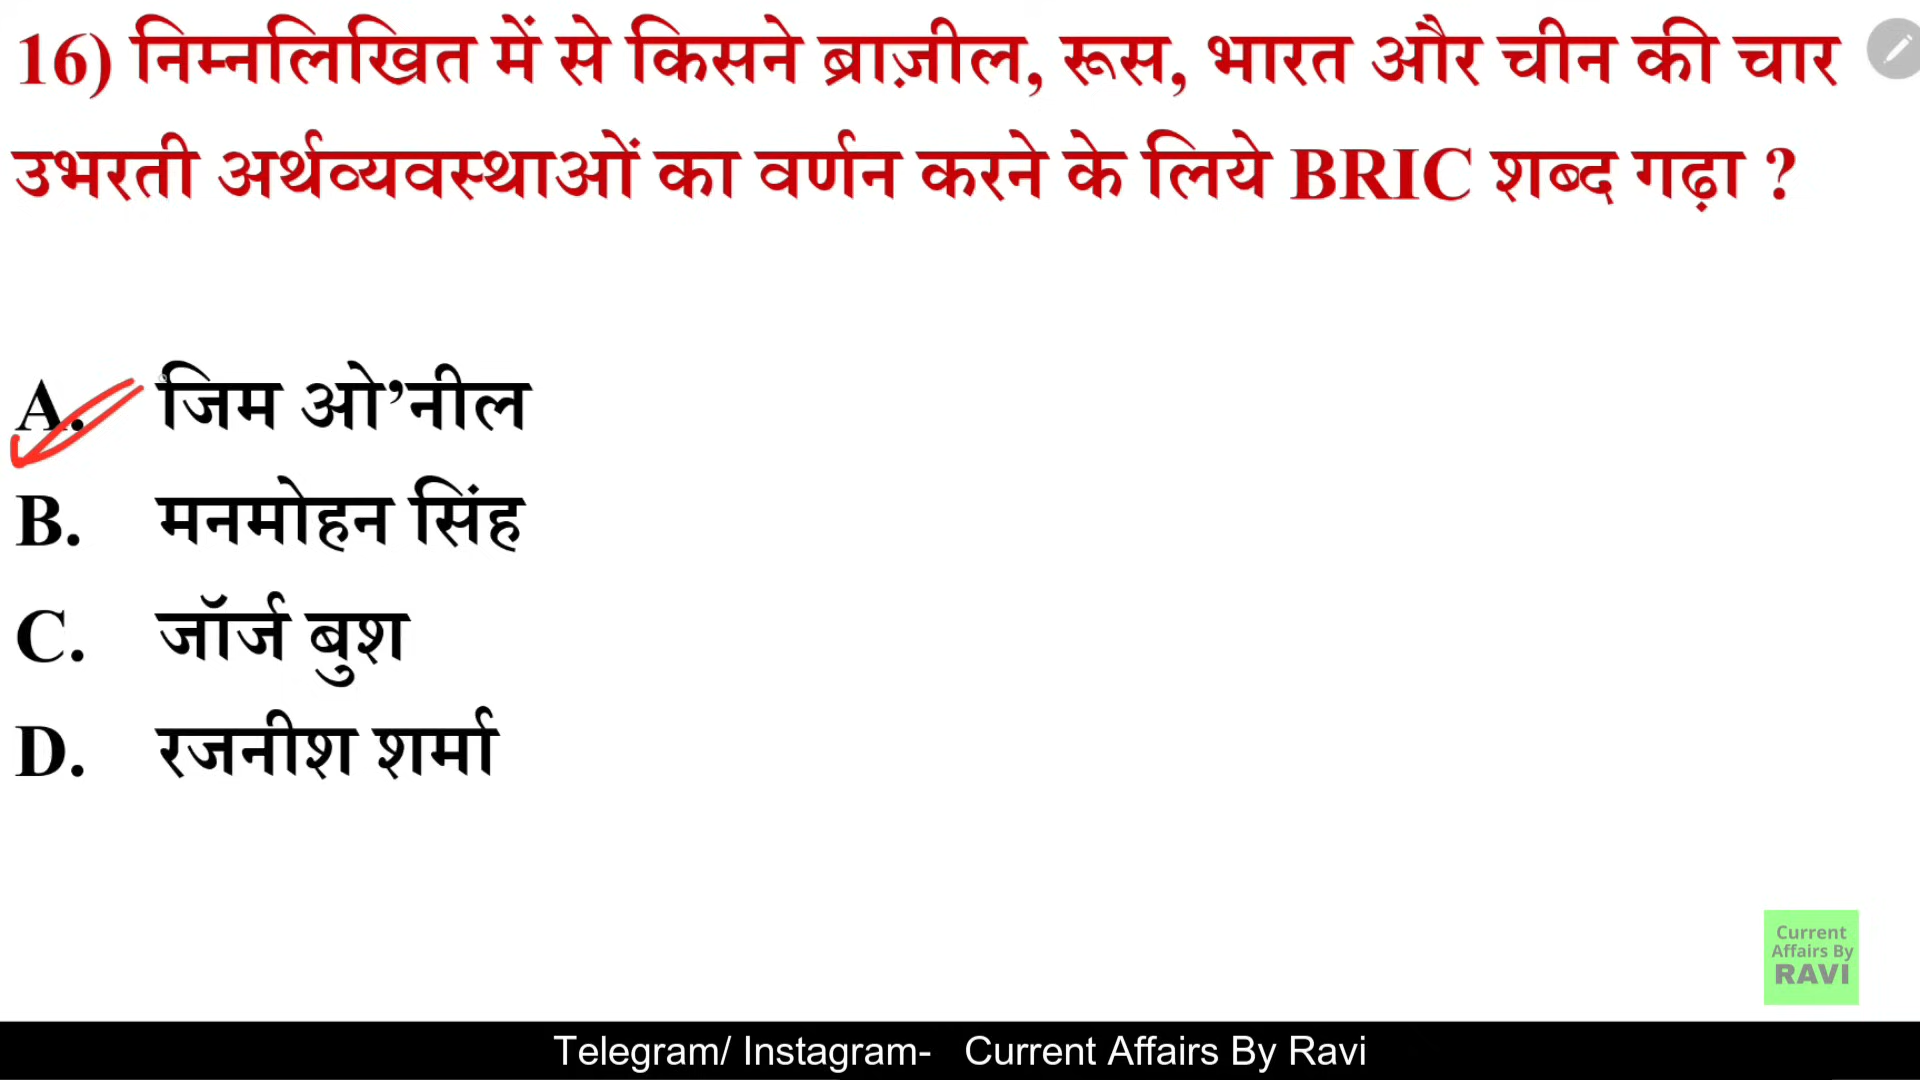 16) निम्नलिखित में से किसने ब्राज़ील, रूस, भारत और चीन की चार
उभरती अर्थव्यवस्थाओं का वर्णन करने के लिये BRIC शब्द गढ़ा ?
A. जिम ओ’नील
B. मनमोहन सिंह
C. जॉर्ज बुश
D. रजनीश शर्मा
Current
Affairs By
RAVI
Telegram/ Instagram- Current Affairs By Ravi